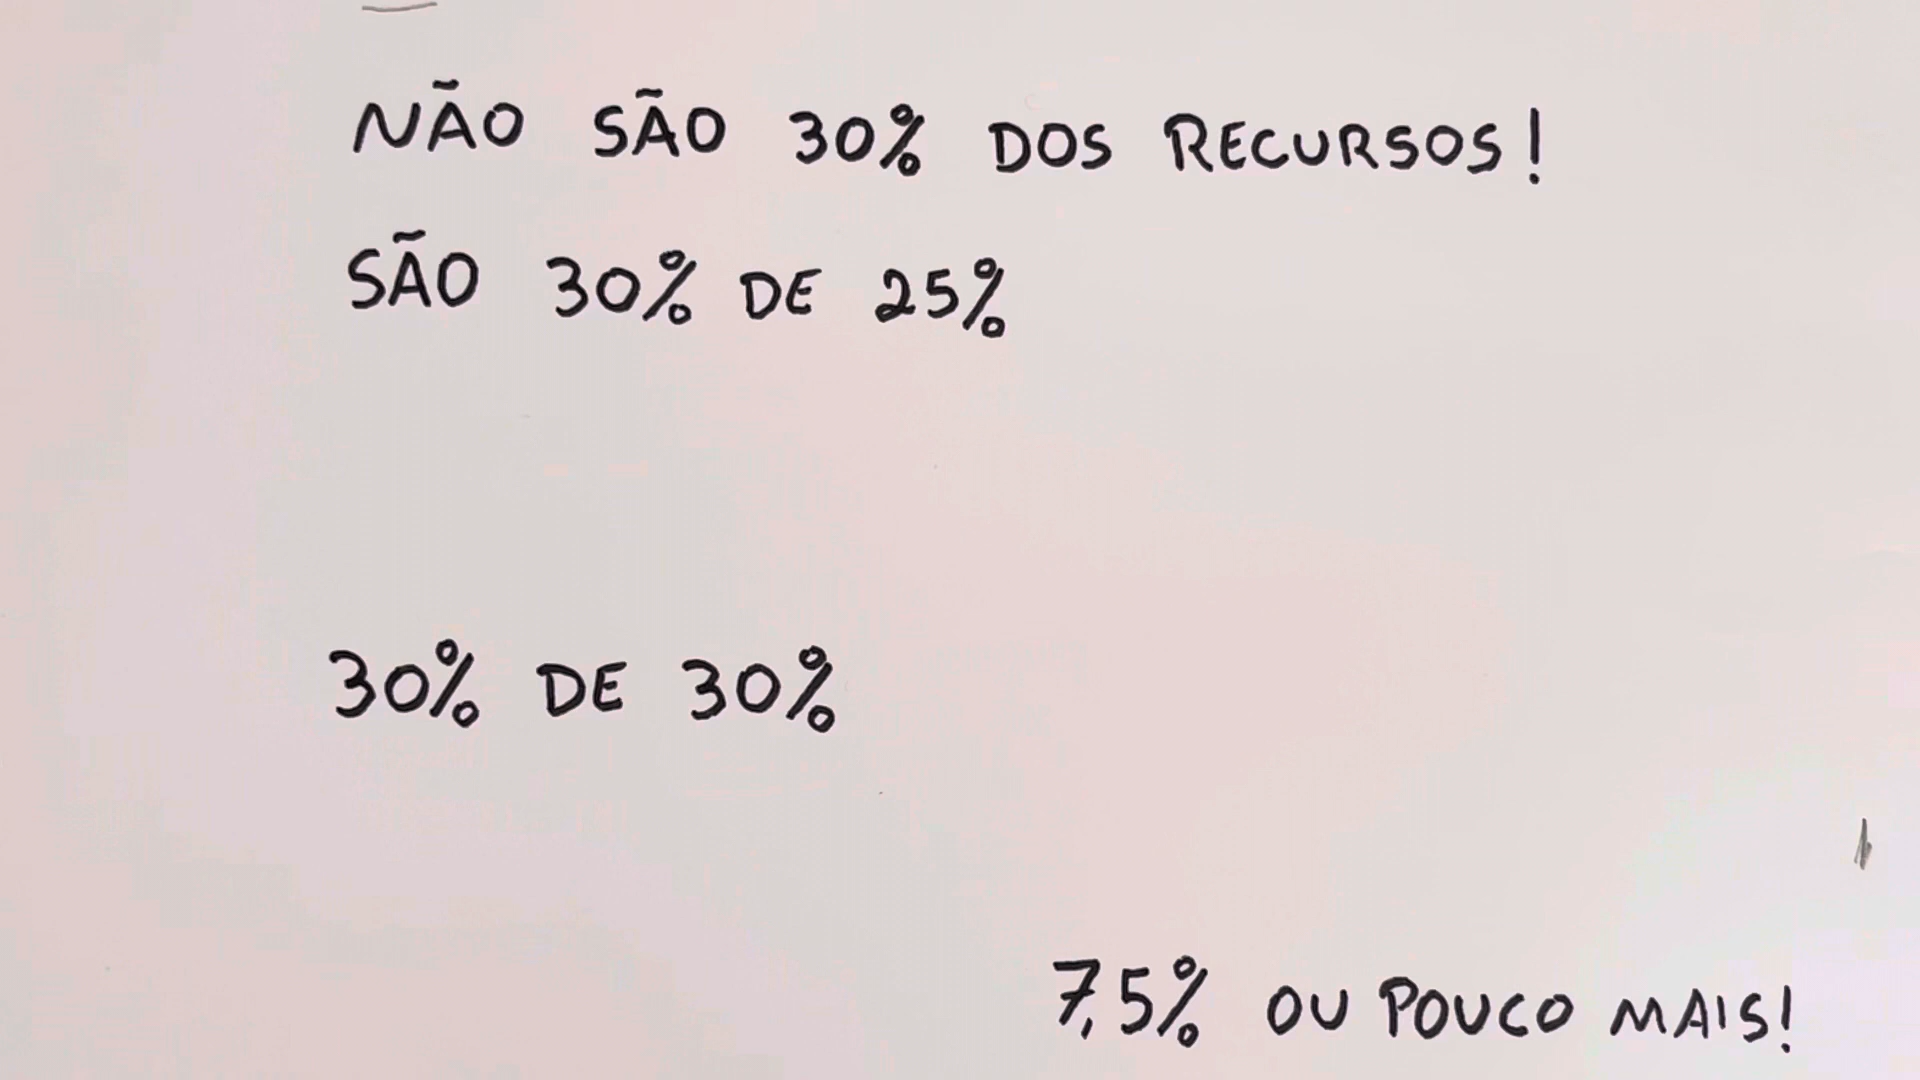 NÃO SÃO 30% DOS RECURSOS!
SÃO 30% DE 25%
30% DE 30%
7,5% OU POUCO MAIS!